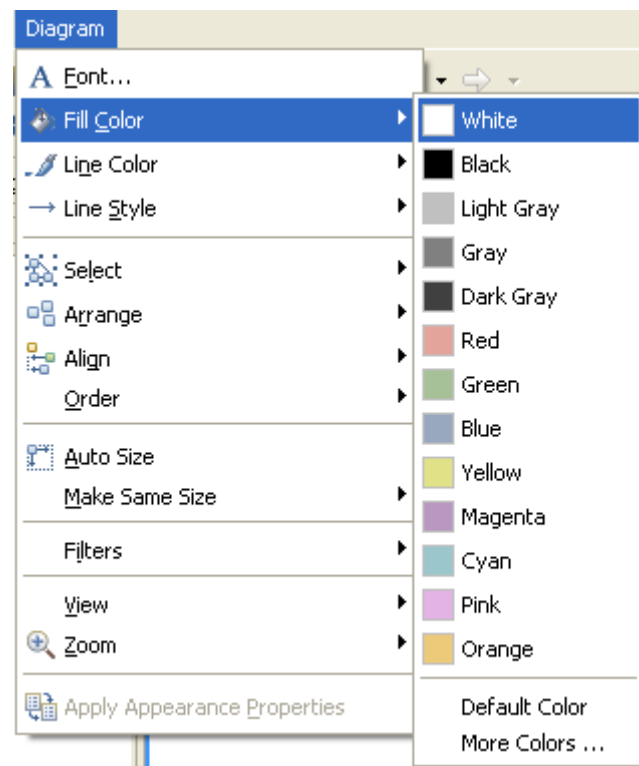 Diagram
Font...
Fill Color
Line Color
Line Style
Select
Arrange
Align
Order
Auto Size
Make Same Size
Filters
View
Zoom
Apply Appearance Properties
White
Black
Light Gray
Gray
Dark Gray
Red
Green
Blue
Yellow
Magenta
Cyan
Pink
Orange
Default Color
More Colors ...